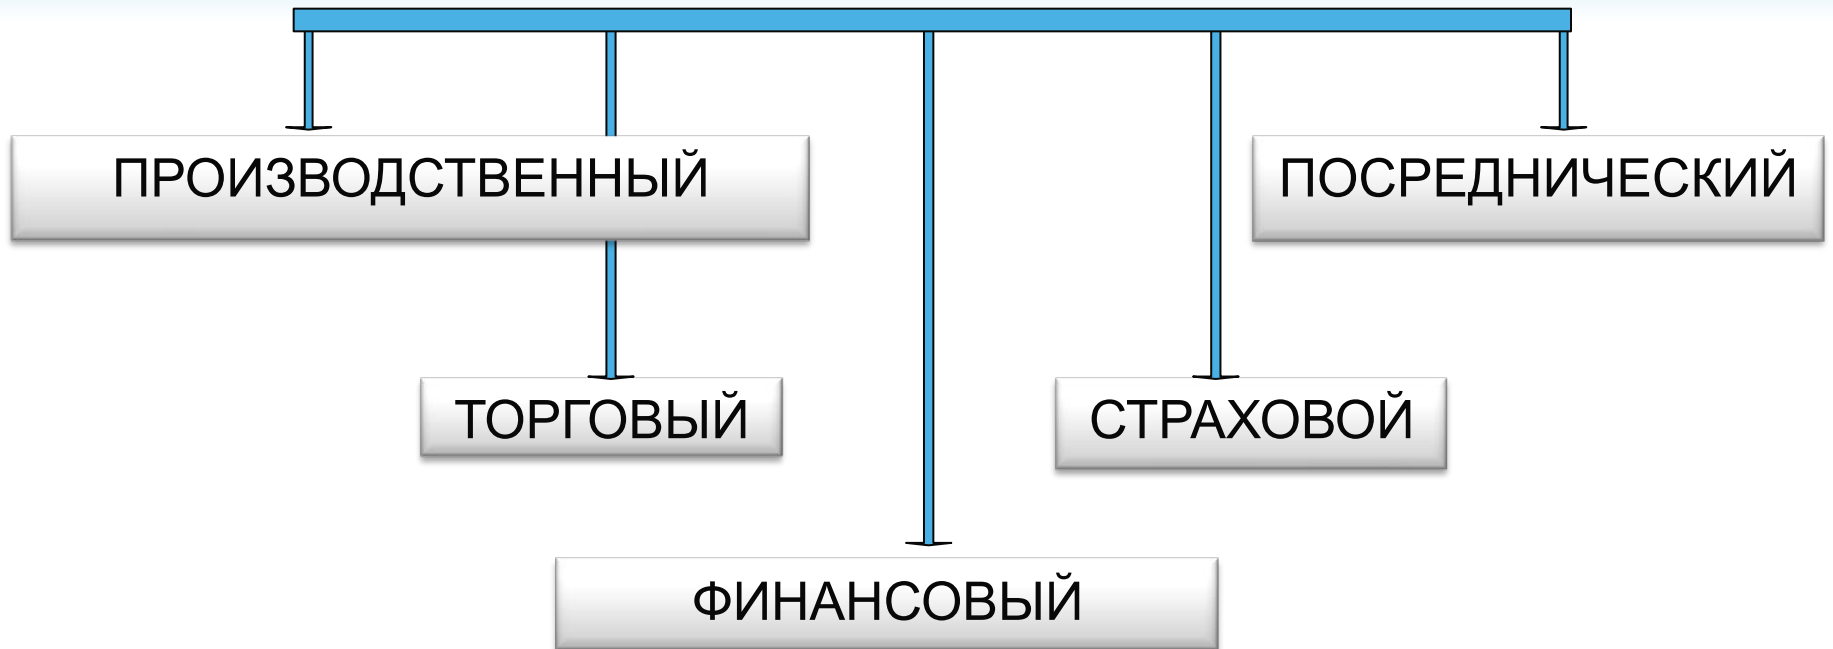 ПРОИЗВОДСТВЕННЫЙ
ПОСРЕДНИЧЕСКИЙ
ТОРГОВЫЙ
СТРАХОВОЙ
ФИНАНСОВЫЙ